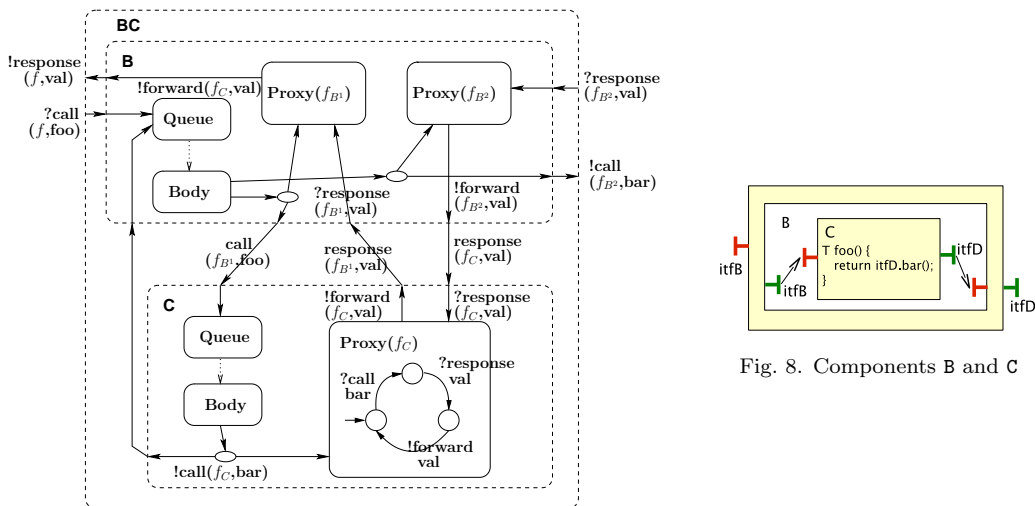 BC
B
!response
(f,val)
!forward(f_C,val)
Proxy(f_{B^1})
Proxy(f_{B^2})
?response
(f_{B^2},val)
?call
(f,foo)
Queue
Body
!call
(f_{B^2},bar)
?response
(f_{B^1},val)
!forward
(f_{B^2},val)
call
(f_{B^1},foo)
response
(f_{B^1},val)
response
(f_C,val)
C
!forward
(f_C,val)
?response
(f_C,val)
Queue
Proxy(f_C)
?call
bar
?response
val
Body
!forward
val
!call(f_C,bar)
B
C
T foo() {
return itfD.bar();
}
itfB
itfB
itfD
itfD
Fig. 8. Components B and C